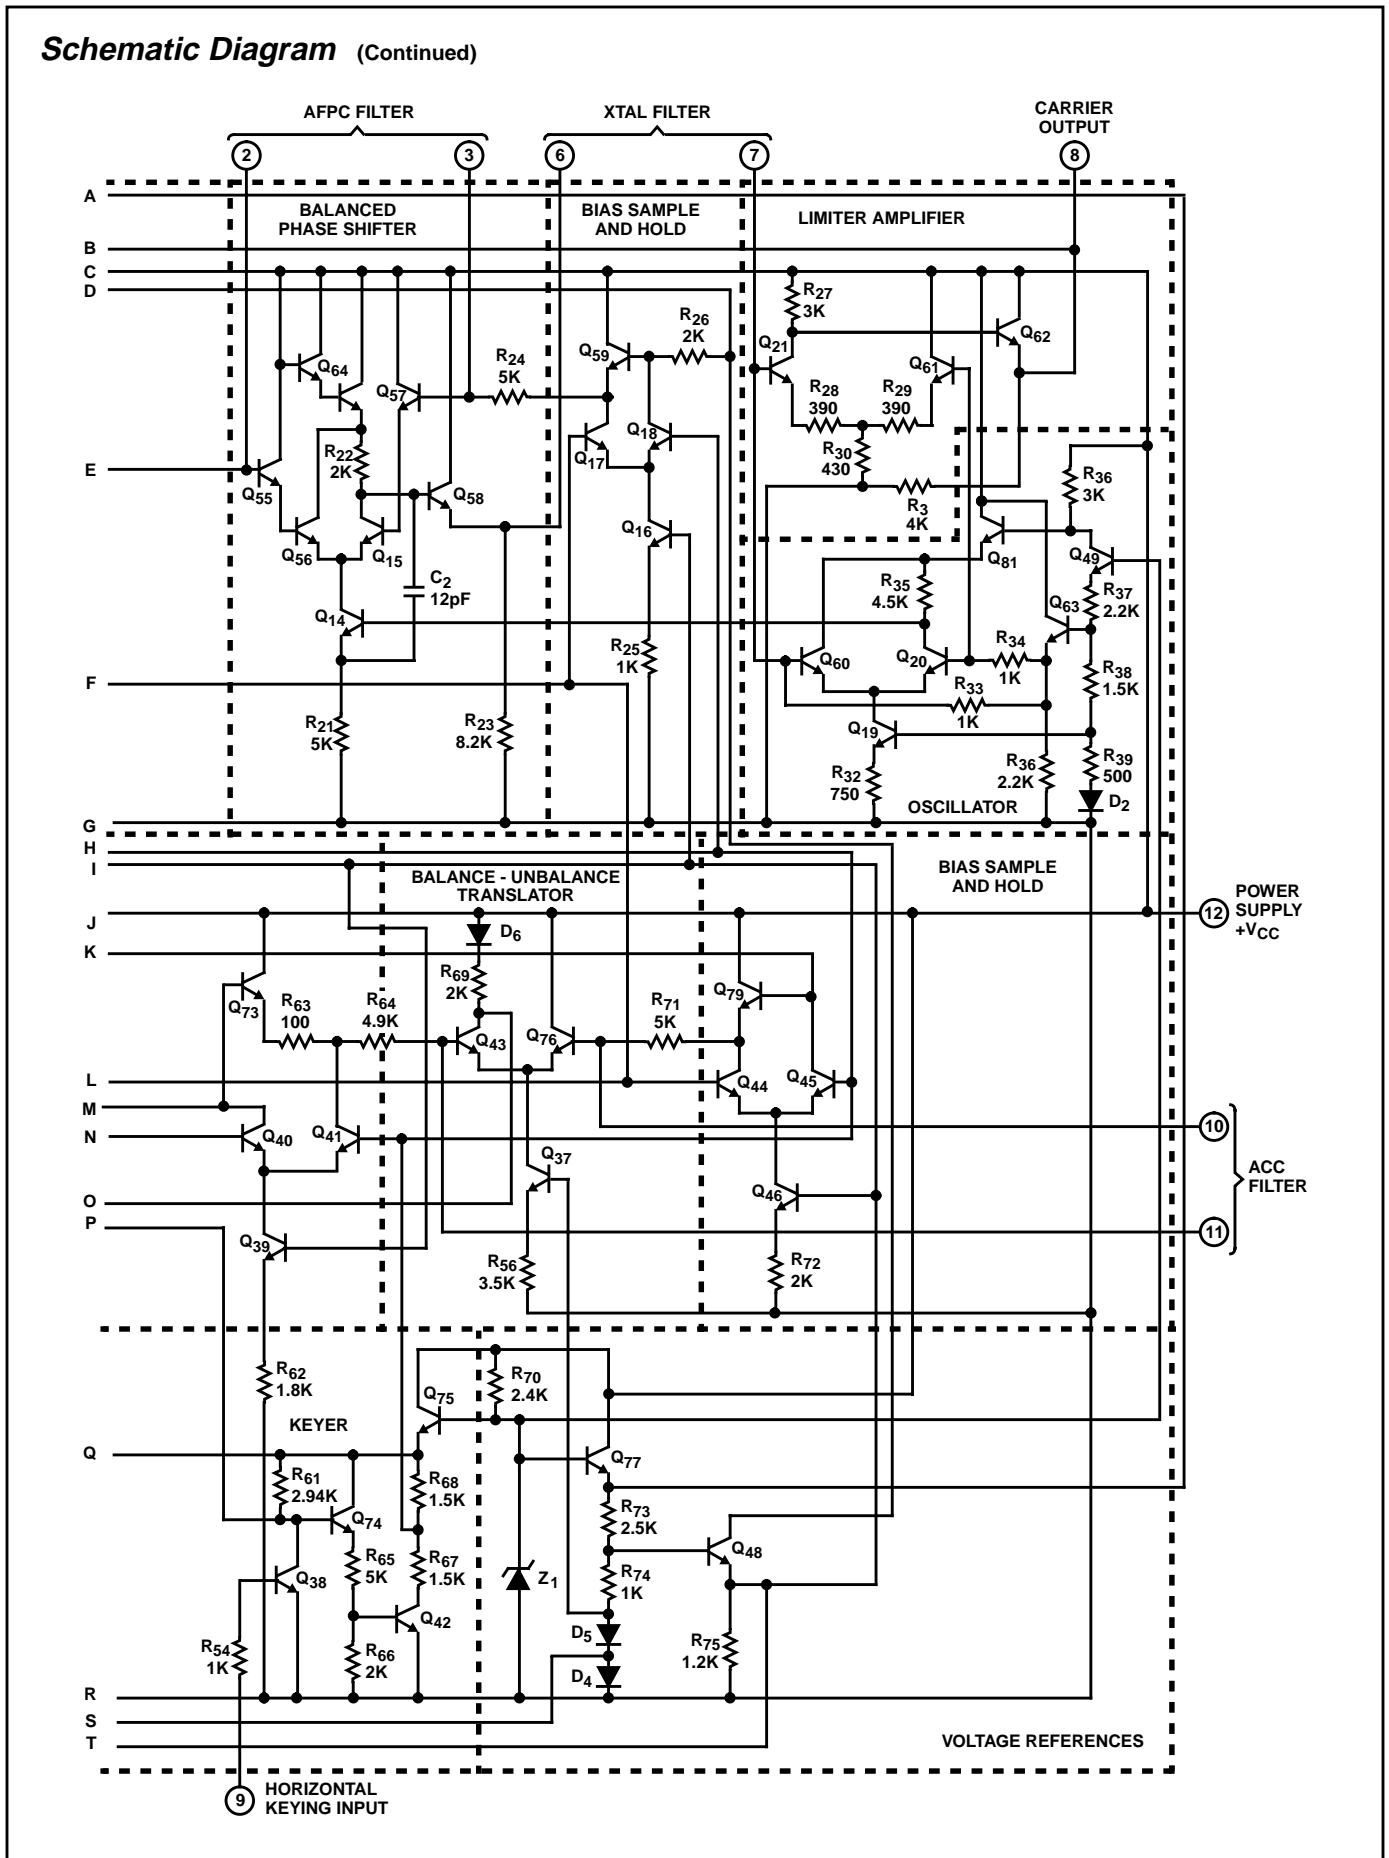 Schematic Diagram (Continued)
AFPC FILTER
XTAL FILTER
CARRIER
OUTPUT
2
3
6
7
8
A
BALANCED
PHASE SHIFTER
BIAS SAMPLE
AND HOLD
LIMITER AMPLIFIER
B
C
D
R27
3K
R26
2K
Q62
Q21
Q59
Q64
Q61
R24
5K
Q57
R28
390
R29
390
Q18
Q17
R22
2K
R30
430
E
Q55
Q58
R36
3K
R3
4K
Q56
Q15
Q16
Q81
Q49
C2
12pF
R35
4.5K
R37
2.2K
Q63
Q14
R34
1K
R25
1K
Q60
Q20
R38
1.5K
F
R33
1K
R21
5K
R23
8.2K
Q19
R32
750
R36
2.2K
R39
500
D2
OSCILLATOR
G
H
I
BALANCE - UNBALANCE
TRANSLATOR
BIAS SAMPLE
AND HOLD
J
12
POWER
SUPPLY
+VCC
D6
K
R69
2K
Q79
Q73
R63
100
R64
4.9K
R71
5K
Q43
Q76
L
Q44
Q45
M
N
Q40
Q41
10
Q37
ACC
FILTER
Q46
O
P
11
Q39
R56
3.5K
R72
2K
R62
1.8K
R70
2.4K
Q75
KEYER
Q
Q77
R61
2.94K
R68
1.5K
R73
2.5K
Q74
Q48
R65
5K
R67
1.5K
Z1
R74
1K
Q38
Q42
D5
R54
1K
R66
2K
R75
1.2K
D4
R
S
T
VOLTAGE REFERENCES
9
HORIZONTAL
KEYING INPUT